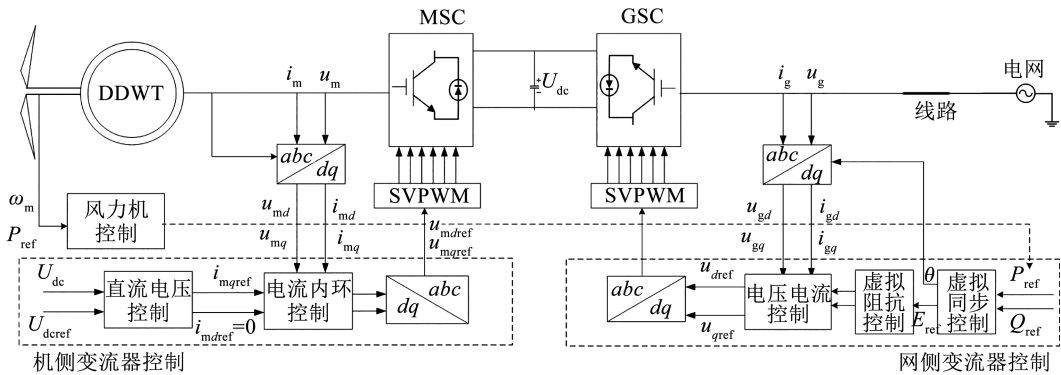 MSC
GSC
DDWT
i_m
u_m
U_dc
i_g
u_g
电网
线路
abc
dq
SVPWM
SVPWM
abc
dq
ω_m
P_ref
风力机
控制
u_md
u_mq
i_md
i_mq
u_mdref
u_mqref
u_gd
u_gq
i_gd
i_gq
U_dc
U_dcref
直流电压
控制
i_mqref
i_mdref=0
电流内环
控制
abc
dq
abc
dq
u_dref
u_qref
电压电流
控制
虚拟
阻抗
控制
θ
E_ref
虚拟
同步
控制
P_ref
Q_ref
机侧变流器控制
网侧变流器控制